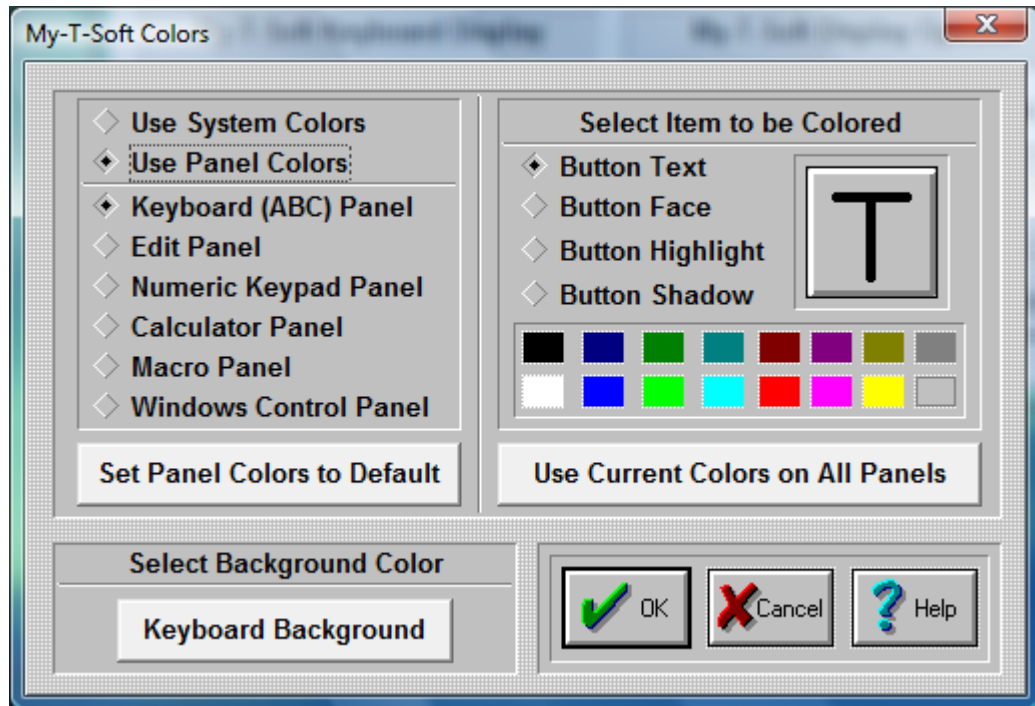 My-T-Soft Colors
Use System Colors
Use Panel Colors
Keyboard (ABC) Panel
Edit Panel
Numeric Keypad Panel
Calculator Panel
Macro Panel
Windows Control Panel
Set Panel Colors to Default
Select Item to be Colored
Button Text
Button Face
Button Highlight
Button Shadow
T
Use Current Colors on All Panels
Select Background Color
Keyboard Background
OK
Cancel
Help